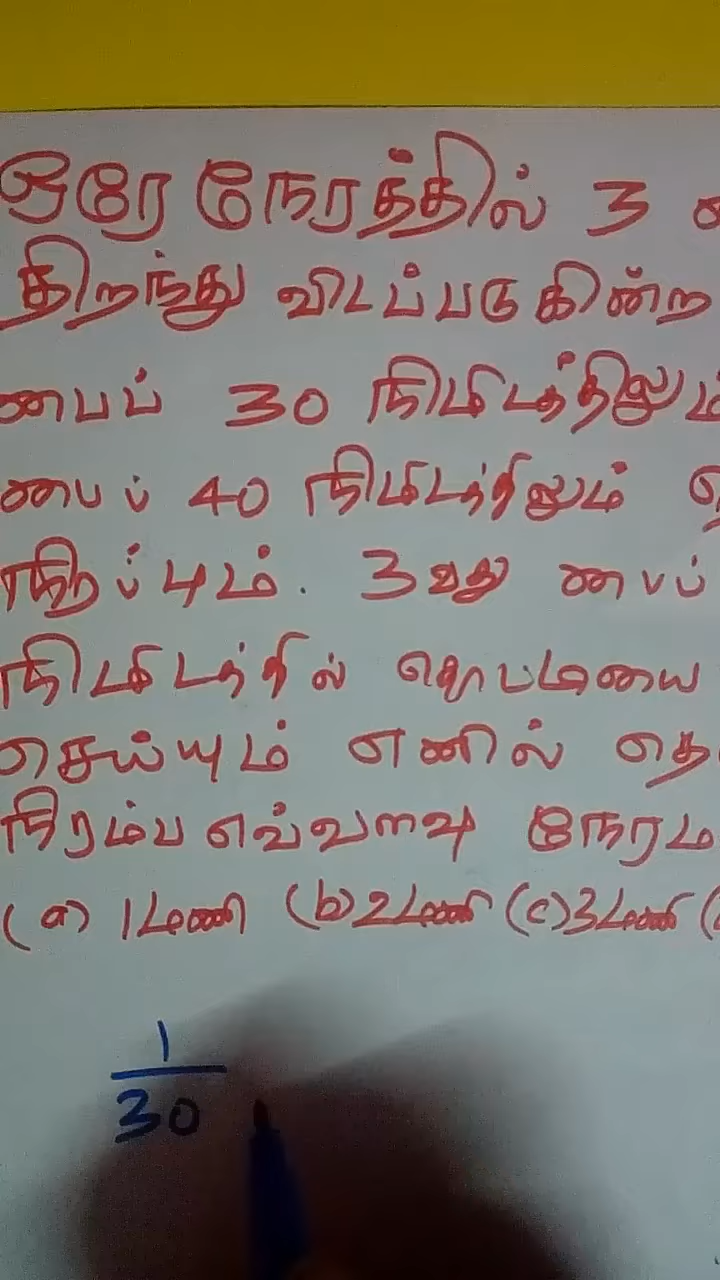 ஒரே நேரத்தில் 3
திறந்து விடப்படுகின்ற
பைப் 30 நிமிடத்திலும்
பைப் 40 நிமிடத்திலும்
நிரப்பும். 3வது பைப்
நிமிடத்தில் தொட்டியை
செய்யும் எனில்
நிரம்ப எவ்வளவு நேரம்
(a) 1மணி (b)2மணி (c)3மணி (
1
30